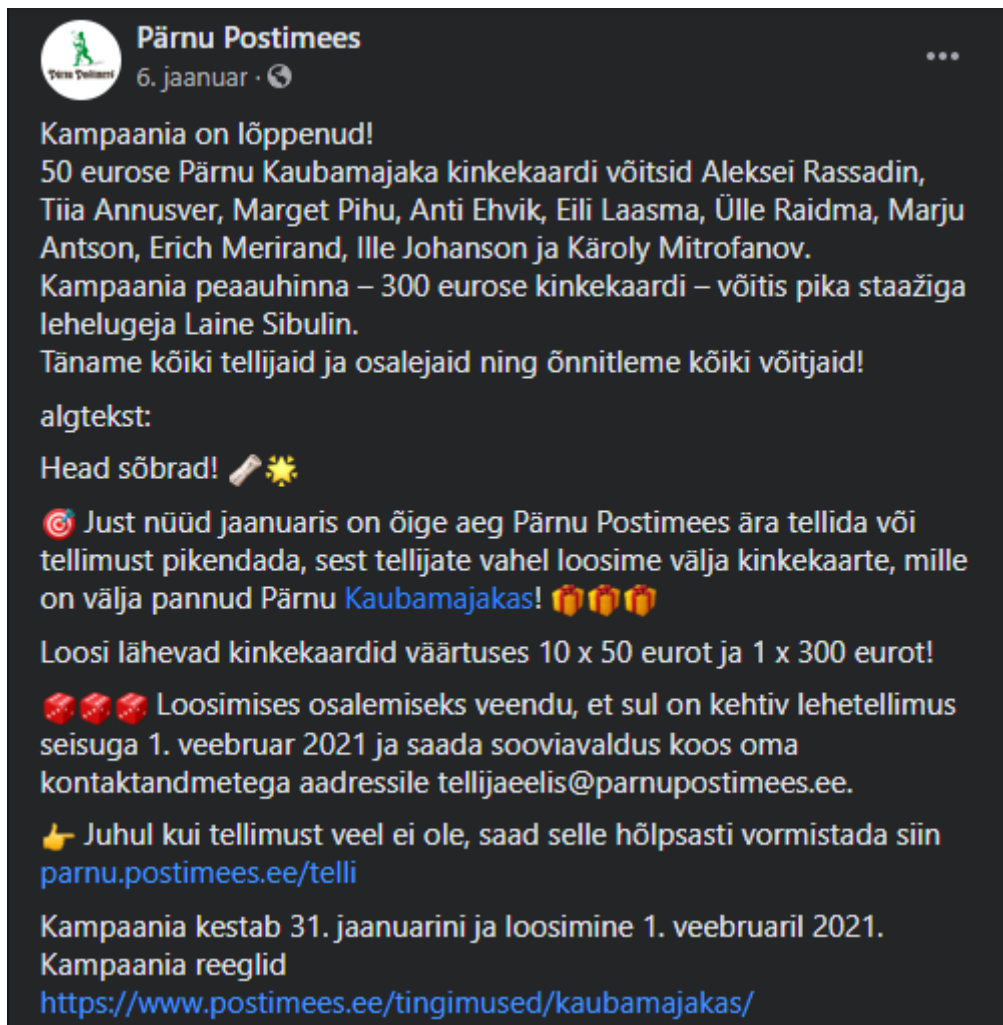 Pärnu Postimees
Pärnu Postimees
6. jaanuar ·
Kampaania on lõppenud!
50 eurose Pärnu Kaubamajaka kinkekaardi võitsid Aleksei Rassadin,
Tiia Annusver, Marget Pihu, Anti Ehvik, Eili Laasma, Ülle Raidma, Marju
Antson, Erich Merirand, Ille Johanson ja Käroly Mitrofanov.
Kampaania peaauhinna – 300 eurose kinkekaardi – võitis pika staažiga
lehelugeja Laine Sibulin.
Täname kõiki tellijaid ja osalejaid ning õnnitleme kõiki võitjaid!
algtekst:
Head sõbrad! 🗞️🌟
🎯 Just nüüd jaanuaris on õige aeg Pärnu Postimees ära tellida või
tellimust pikendada, sest tellijate vahel loosime välja kinkekaarte, mille
on välja pannud Pärnu Kaubamajakas! 🎁🎁🎁
Loosi lähevad kinkekaardid väärtuses 10 x 50 eurot ja 1 x 300 eurot!
🎲🎲🎲 Loosimises osalemiseks veendu, et sul on kehtiv lehetellimus
seisuga 1. veebruar 2021 ja saada sooviavaldus koos oma
kontaktandmetega aadressile tellijaeelis@parnupostimees.ee.
👉 Juhul kui tellimust veel ei ole, saad selle hõlpsasti vormistada siin
parnu.postimees.ee/telli
Kampaania kestab 31. jaanuarini ja loosimine 1. veebruaril 2021.
Kampaania reeglid
https://www.postimees.ee/tingimused/kaubamajakas/